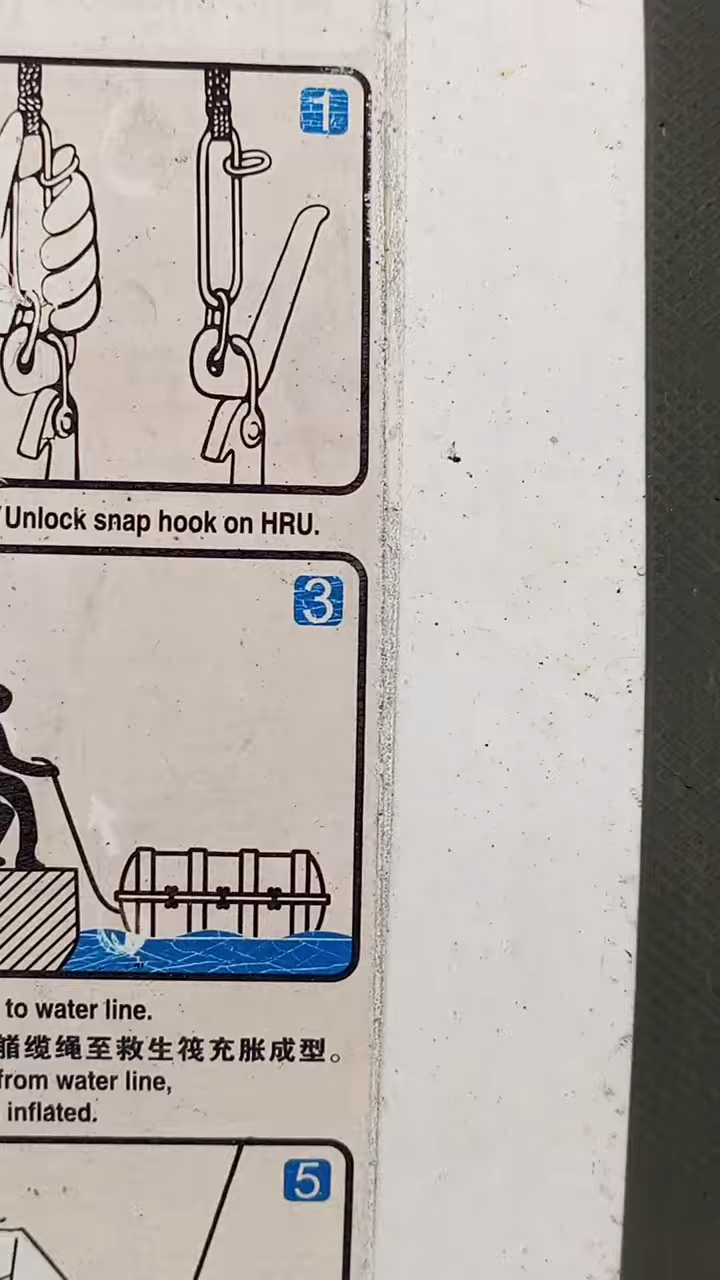 1
Unlock snap hook on HRU.
3
to water line.
缆绳至救生筏充胀成型。
from water line,
inflated.
5